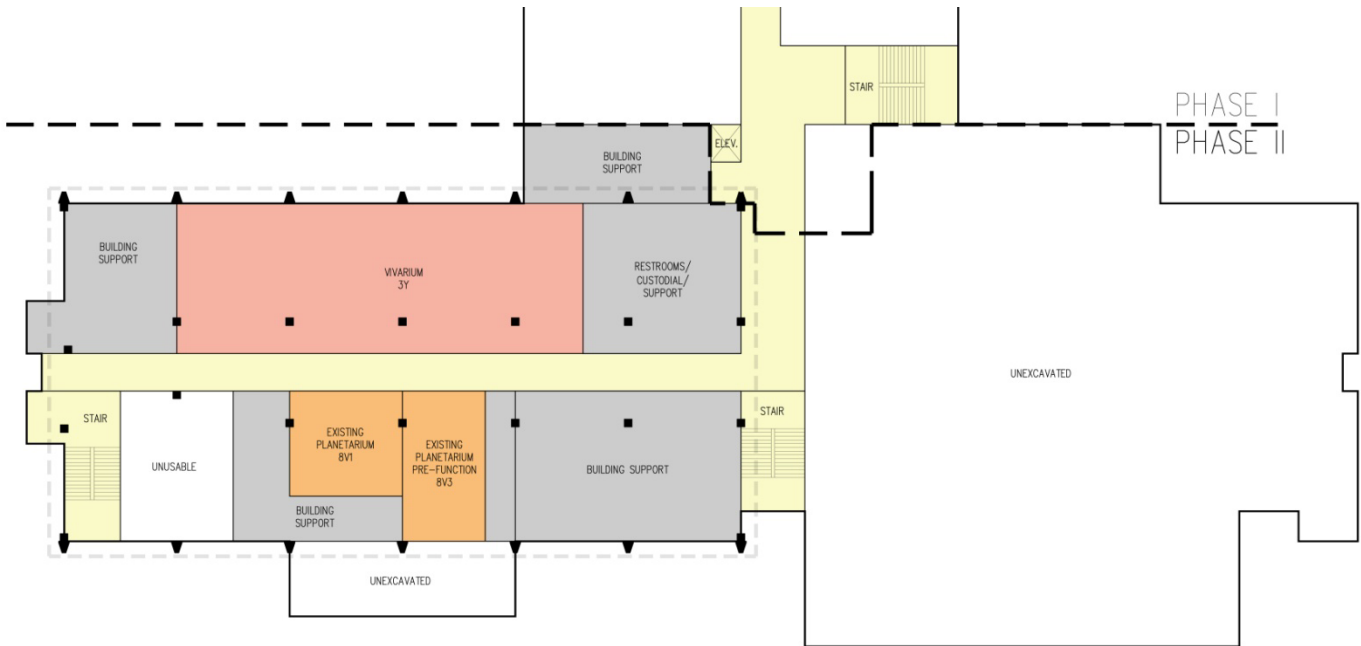 STAIR
PHASE I
PHASE II
ELEV.
BUILDING
SUPPORT
BUILDING
SUPPORT
VIVARIUM
3Y
RESTROOMS/
CUSTODIAL/
SUPPORT
UNEXCAVATED
STAIR
UNUSABLE
EXISTING
PLANETARIUM
8V1
EXISTING
PLANETARIUM
PRE-FUNCTION
8V3
BUILDING SUPPORT
STAIR
BUILDING
SUPPORT
UNEXCAVATED